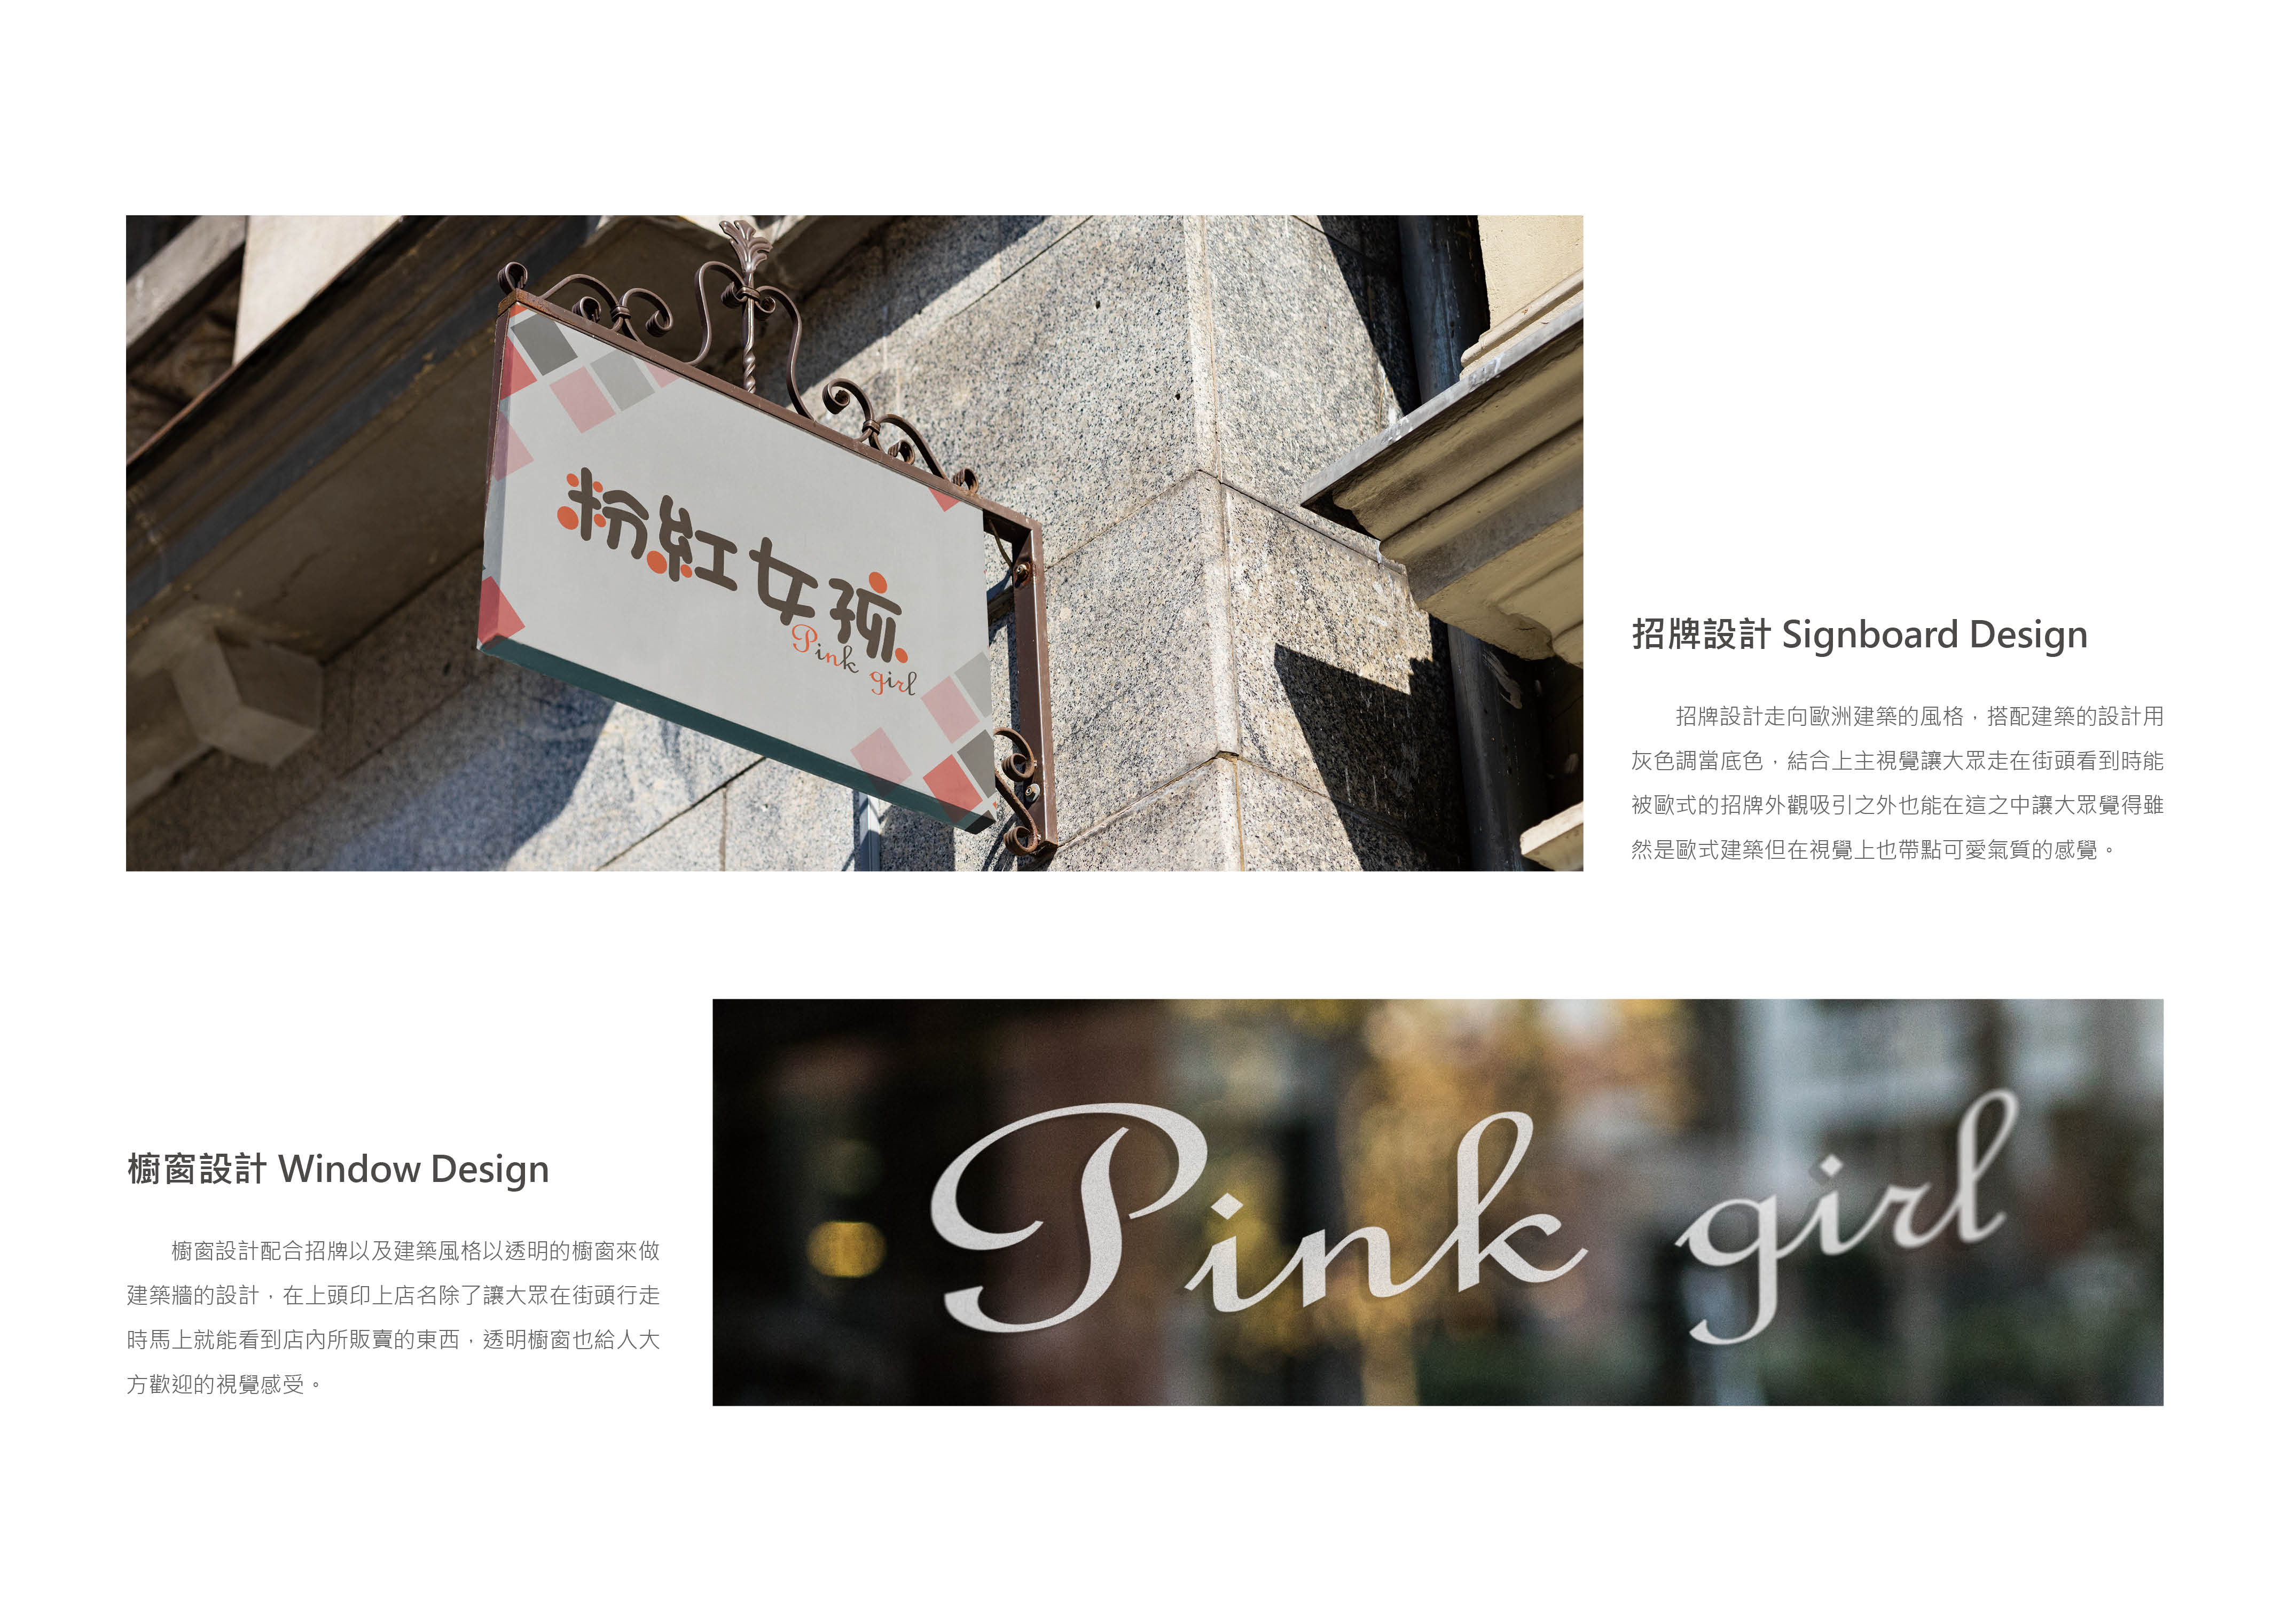 粉紅女孩
Pink girl
招牌設計 Signboard Design
招牌設計走向歐洲建築的風格，搭配建築的設計用
灰色調當底色，結合上主視覺讓大眾走在街頭看到時能
被歐式的招牌外觀吸引之外也能在這之中讓大眾覺得雖
然是歐式建築但在視覺上也帶點可愛氣質的感覺。
Pink girl
櫥窗設計 Window Design
櫥窗設計配合招牌以及建築風格以透明的櫥窗來做
建築牆的設計，在上頭印上店名除了讓大眾在街頭行走
時馬上就能看到店內所販賣的東西，透明櫥窗也給人大
方歡迎的視覺感受。